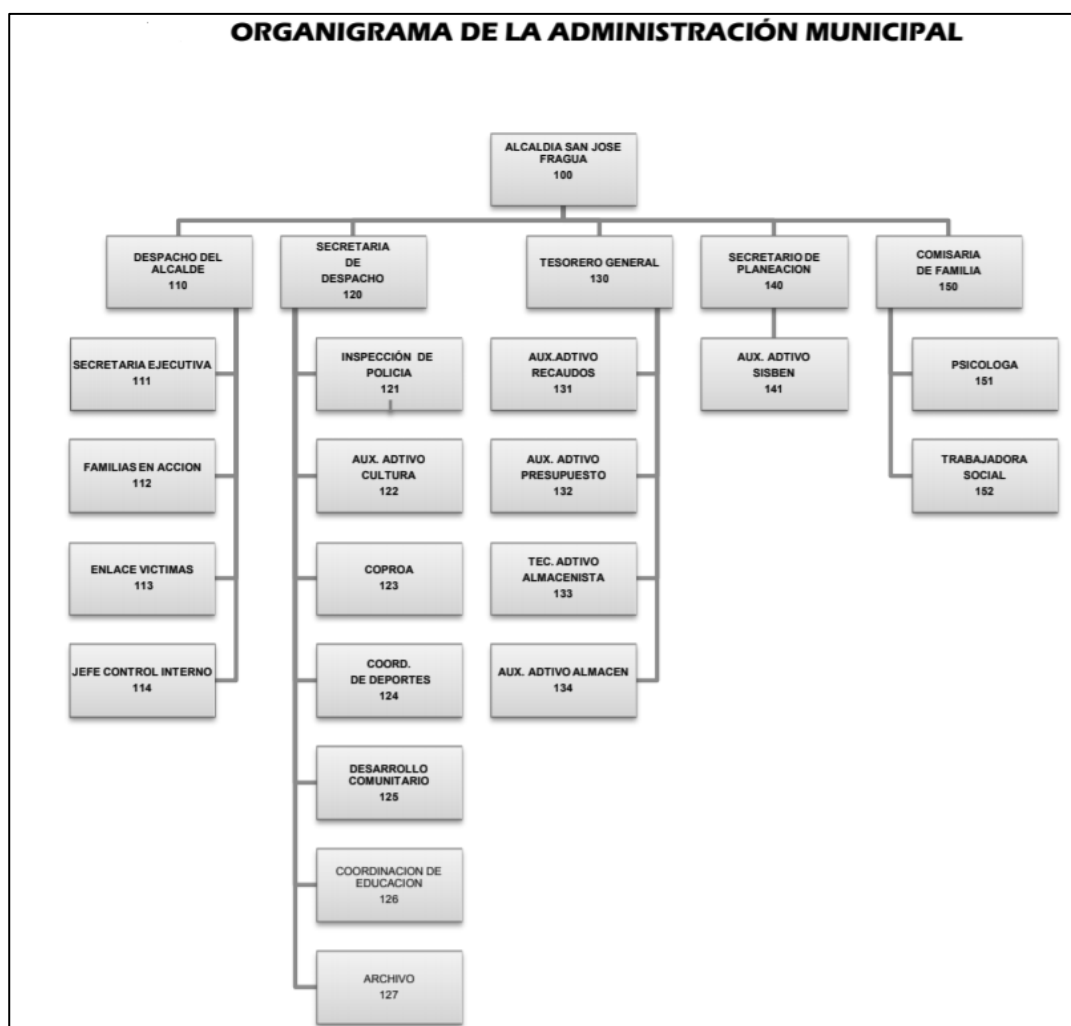 ORGANIGRAMA DE LA ADMINISTRACIÓN MUNICIPAL
ALCALDIA SAN JOSE
FRAGUA
100
DESPACHO DEL
ALCALDE
110
SECRETARIA
DE
DESPACHO
120
TESORERO GENERAL
130
SECRETARIO DE
PLANEACION
140
COMISARIA
DE FAMILIA
150
SECRETARIA EJECUTIVA
111
FAMILIAS EN ACCION
112
ENLACE VICTIMAS
113
JEFE CONTROL INTERNO
114
INSPECCIÓN DE
POLICIA
121
AUX. ADTIVO
CULTURA
122
COPROA
123
COORD.
DE DEPORTES
124
DESARROLLO
COMUNITARIO
125
COORDINACION DE
EDUCACION
126
ARCHIVO
127
AUX.ADTIVO
RECAUDOS
131
AUX. ADTIVO
PRESUPUESTO
132
TEC. ADTIVO
ALMACENISTA
133
AUX. ADTIVO ALMACEN
134
AUX. ADTIVO
SISBEN
141
PSICOLOGA
151
TRABAJADORA
SOCIAL
152